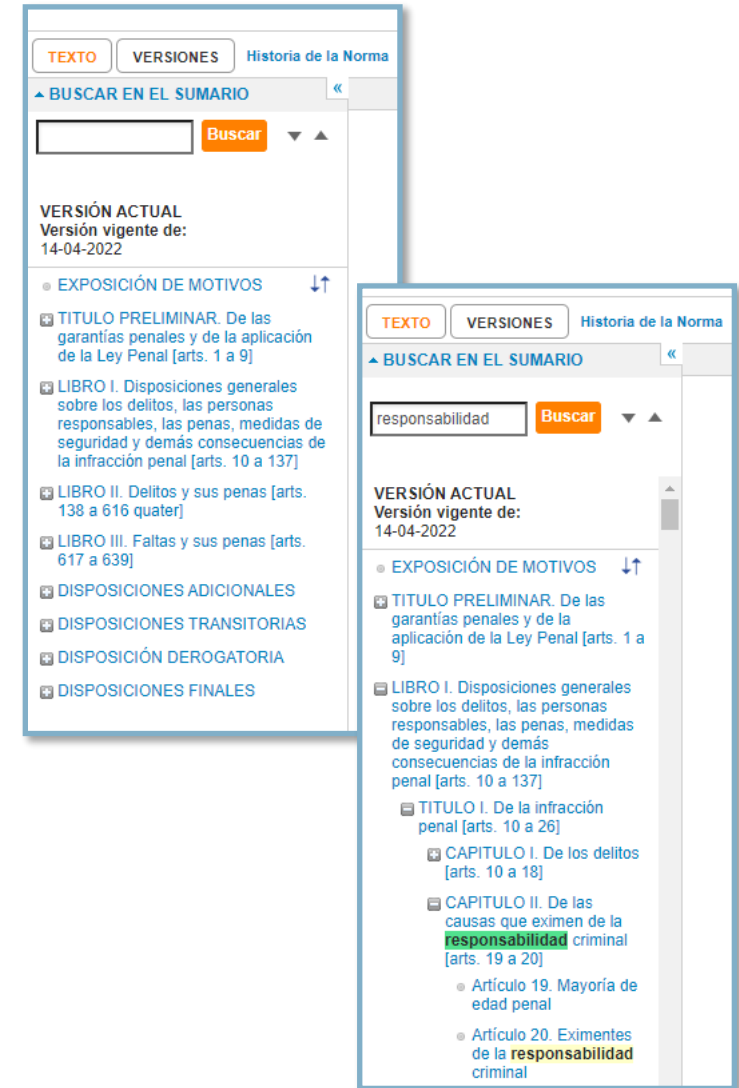 TEXTO VERSIONES Historia de la Norma
BUSCAR EN EL SUMARIO «
Buscar
VERSIÓN ACTUAL
Versión vigente de:
14-04-2022
EXPOSICIÓN DE MOTIVOS
TITULO PRELIMINAR. De las
garantías penales y de la aplicación
de la Ley Penal [arts. 1 a 9]
LIBRO I. Disposiciones generales
sobre los delitos, las personas
responsables, las penas, medidas de
seguridad y demás consecuencias de
la infracción penal [arts. 10 a 137]
LIBRO II. Delitos y sus penas [arts.
138 a 616 quater]
LIBRO III. Faltas y sus penas [arts.
617 a 639]
DISPOSICIONES ADICIONALES
DISPOSICIONES TRANSITORIAS
DISPOSICIÓN DEROGATORIA
DISPOSICIONES FINALES
TEXTO VERSIONES Historia de la Norma
BUSCAR EN EL SUMARIO «
responsabilidad Buscar
VERSIÓN ACTUAL
Versión vigente de:
14-04-2022
EXPOSICIÓN DE MOTIVOS
TITULO PRELIMINAR. De las
garantías penales y de la
aplicación de la Ley Penal [arts. 1 a
9]
LIBRO I. Disposiciones generales
sobre los delitos, las personas
responsables, las penas, medidas
de seguridad y demás
consecuencias de la infracción
penal [arts. 10 a 137]
TITULO I. De la infracción
penal [arts. 10 a 26]
CAPITULO I. De los delitos
[arts. 10 a 18]
CAPITULO II. De las
causas que eximen de la
responsabilidad criminal
[arts. 19 a 20]
Artículo 19. Mayoría de
edad penal
Artículo 20. Eximentes
de la responsabilidad
criminal